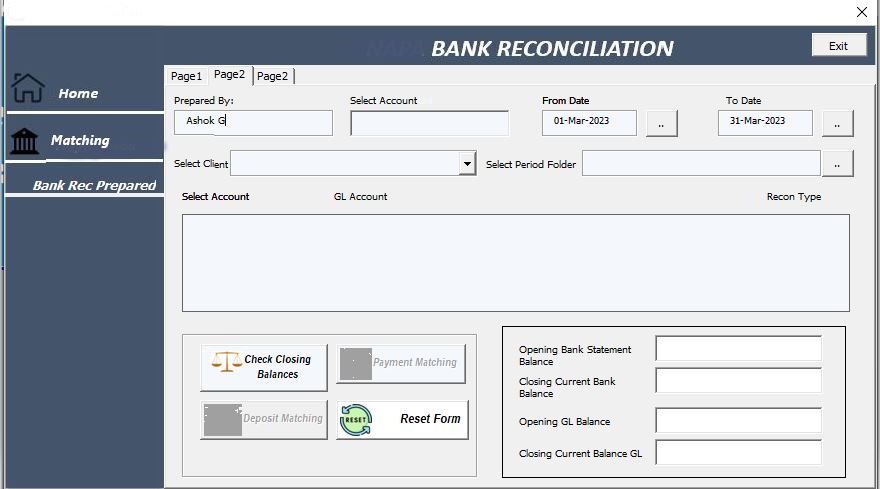 BANK RECONCILIATION
Exit
Home
Matching
Bank Rec Prepared
Page1 Page2 Page2
Prepared By: Select Account From Date To Date
Ashok G 01-Mar-2023 .. 31-Mar-2023 ..
Select Client Select Period Folder ..
Select Account GL Account Recon Type
Check Closing
Balances
Payment Matching
Deposit Matching
RESET
Reset Form
Opening Bank Statement
Balance
Closing Current Bank
Balance
Opening GL Balance
Closing Current Balance GL